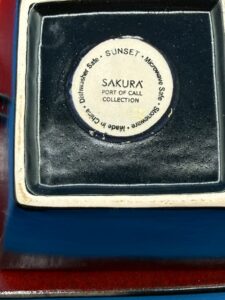 SUNSET • Microwave Safe • Stoneware • Made in China • Dishwasher Safe •
SAKURA®
PORT OF CALL
COLLECTION